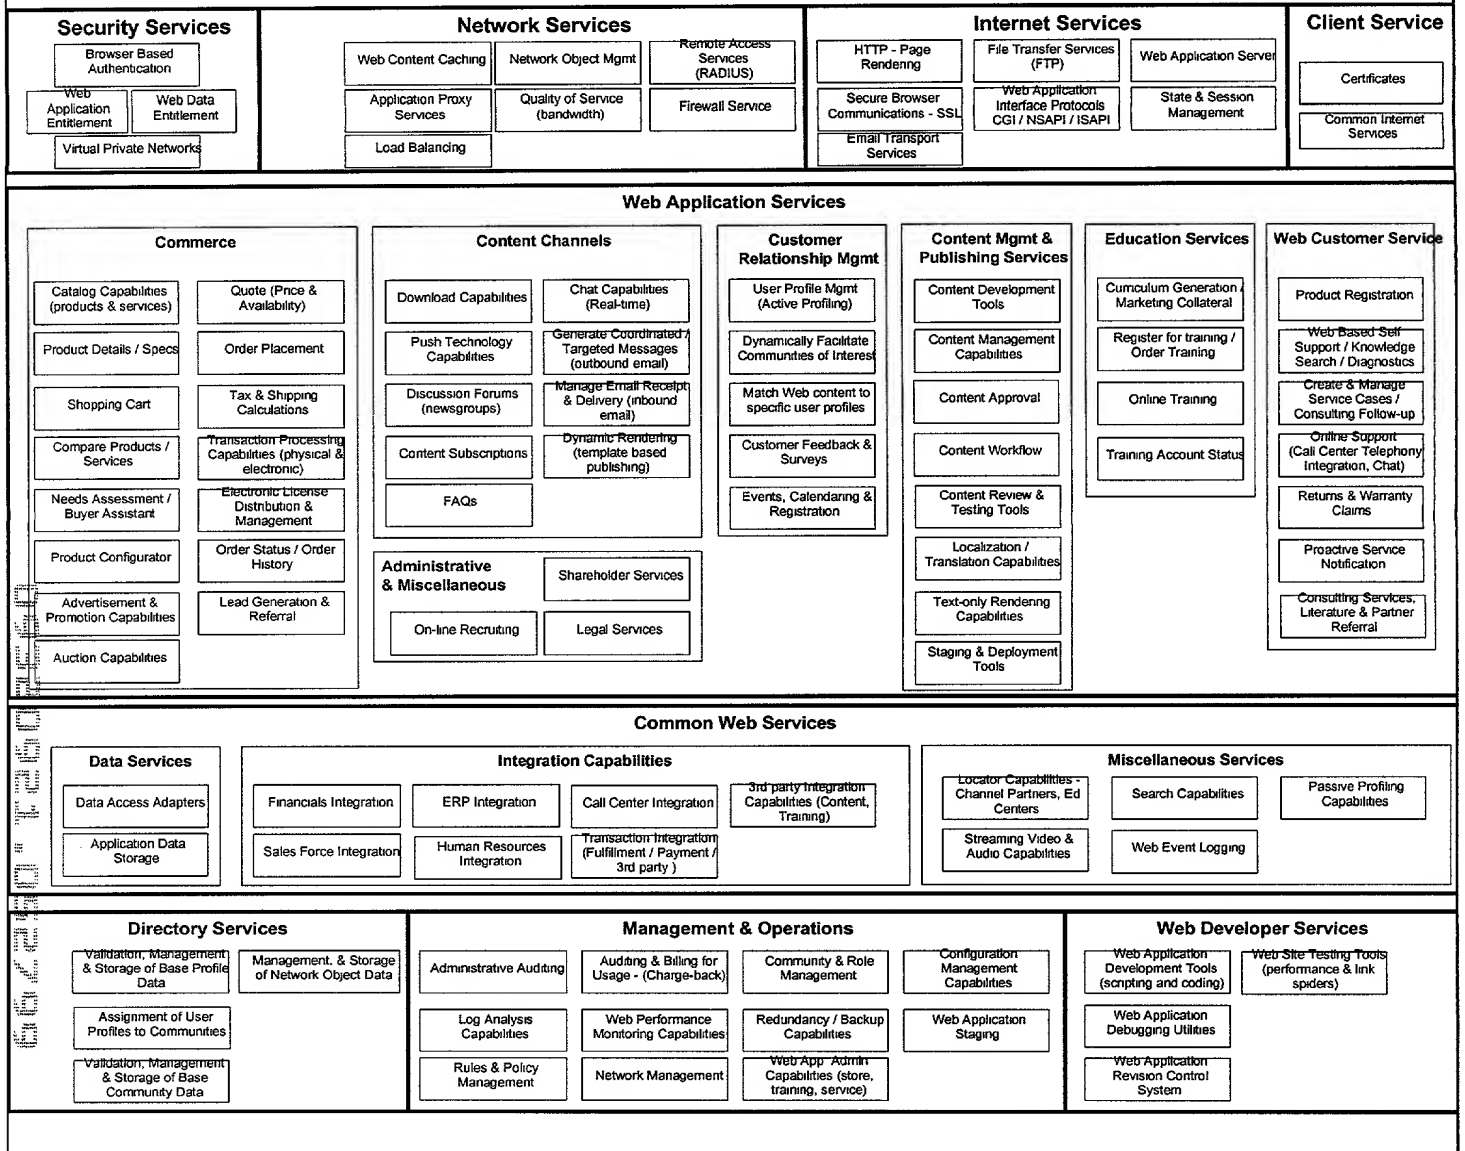 Security Services
Browser Based
Authentication
Web
Application
Entitlement
Web Data
Entitlement
Virtual Private Networks
Network Services
Web Content Caching
Network Object Mgmt
Remote Access
Services
(RADIUS)
Application Proxy
Services
Quality of Service
(bandwidth)
Firewall Service
Load Balancing
Internet Services
HTTP - Page
Rendering
File Transfer Services
(FTP)
Web Application Server
Secure Browser
Communications - SSL
Web Application
Interface Protocols
CGI / NSAPI / ISAPI
State & Session
Management
Email Transport
Services
Client Service
Certificates
Common Internet
Services
Web Application Services
Commerce
Catalog Capabilities
(products & services)
Quote (Price &
Availability)
Product Details / Specs
Order Placement
Shopping Cart
Tax & Shipping
Calculations
Compare Products /
Services
Transaction Processing
Capabilities (physical &
electronic)
Needs Assessment /
Buyer Assistant
Electronic License
Distribution &
Management
Product Configurator
Order Status / Order
History
Advertisement &
Promotion Capabilities
Lead Generation &
Referral
Auction Capabilities
Content Channels
Download Capabilities
Chat Capabilities
(Real-time)
Push Technology
Capabilities
Generate Coordinated /
Targeted Messages
(outbound email)
Discussion Forums
(newsgroups)
Manage Email Receipt
& Delivery (inbound
email)
Content Subscriptions
Dynamic Rendering
(template based
publishing)
FAQs
Administrative
& Miscellaneous
Shareholder Services
On-line Recruiting
Legal Services
Customer
Relationship Mgmt
User Profile Mgmt
(Active Profiling)
Dynamically Facilitate
Communities of Interest
Match Web content to
specific user profiles
Customer Feedback &
Surveys
Events, Calendaring &
Registration
Content Mgmt &
Publishing Services
Content Development
Tools
Content Management
Capabilities
Content Approval
Content Workflow
Content Review &
Testing Tools
Localization /
Translation Capabilities
Text-only Rendering
Capabilities
Staging & Deployment
Tools
Education Services
Curriculum Generation /
Marketing Collateral
Register for training /
Order Training
Online Training
Training Account Status
Web Customer Service
Product Registration
Web Based Self
Support / Knowledge
Search / Diagnostics
Create & Manage
Service Cases /
Consulting Follow-up
Online Support
(Call Center Telephony
Integration, Chat)
Returns & Warranty
Claims
Proactive Service
Notification
Consulting Services,
Literature & Partner
Referral
Common Web Services
Data Services
Data Access Adapters
Application Data
Storage
Integration Capabilities
Financials Integration
ERP Integration
Call Center Integration
3rd party Integration
Capabilities (Content,
Training)
Sales Force Integration
Human Resources
Integration
Transaction Integration
(Fulfillment / Payment /
3rd party )
Miscellaneous Services
Locator Capabilities -
Channel Partners, Ed
Centers
Search Capabilities
Passive Profiling
Capabilities
Streaming Video &
Audio Capabilities
Web Event Logging
Directory Services
Validation, Management
& Storage of Base Profile
Data
Management. & Storage
of Network Object Data
Assignment of User
Profiles to Communities
Validation, Management
& Storage of Base
Community Data
Management & Operations
Administrative Auditing
Auditing & Billing for
Usage - (Charge-back)
Community & Role
Management
Configuration
Management
Capabilities
Log Analysis
Capabilities
Web Performance
Monitoring Capabilities
Redundancy / Backup
Capabilities
Web Application
Staging
Rules & Policy
Management
Network Management
Web App Admin
Capabilities (store,
training, service)
Web Developer Services
Web Application
Development Tools
(scripting and coding)
Web Site Testing Tools
(performance & link
spiders)
Web Application
Debugging Utilities
Web Application
Revision Control
System